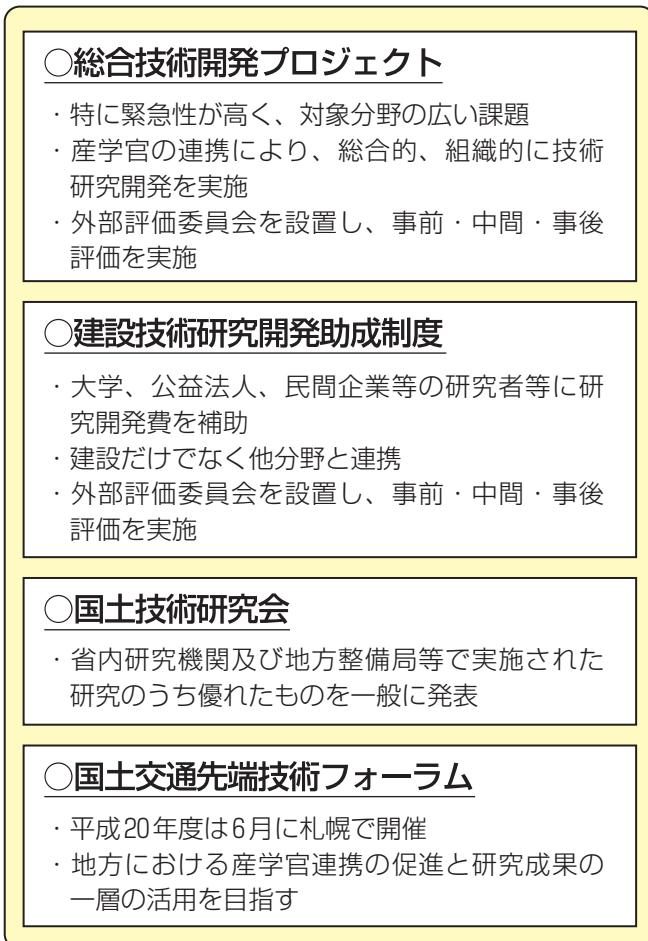 ○総合技術開発プロジェクト
・特に緊急性が高く、対象分野の広い課題
・産学官の連携により、総合的、組織的に技術
研究開発を実施
・外部評価委員会を設置し、事前・中間・事後
評価を実施
○建設技術研究開発助成制度
・大学、公益法人、民間企業等の研究者等に研
究開発費を補助
・建設だけでなく他分野と連携
・外部評価委員会を設置し、事前・中間・事後
評価を実施
○国土技術研究会
・省内研究機関及び地方整備局等で実施された
研究のうち優れたものを一般に発表
○国土交通先端技術フォーラム
・平成20年度は6月に札幌で開催
・地方における産学官連携の促進と研究成果の
一層の活用を目指す